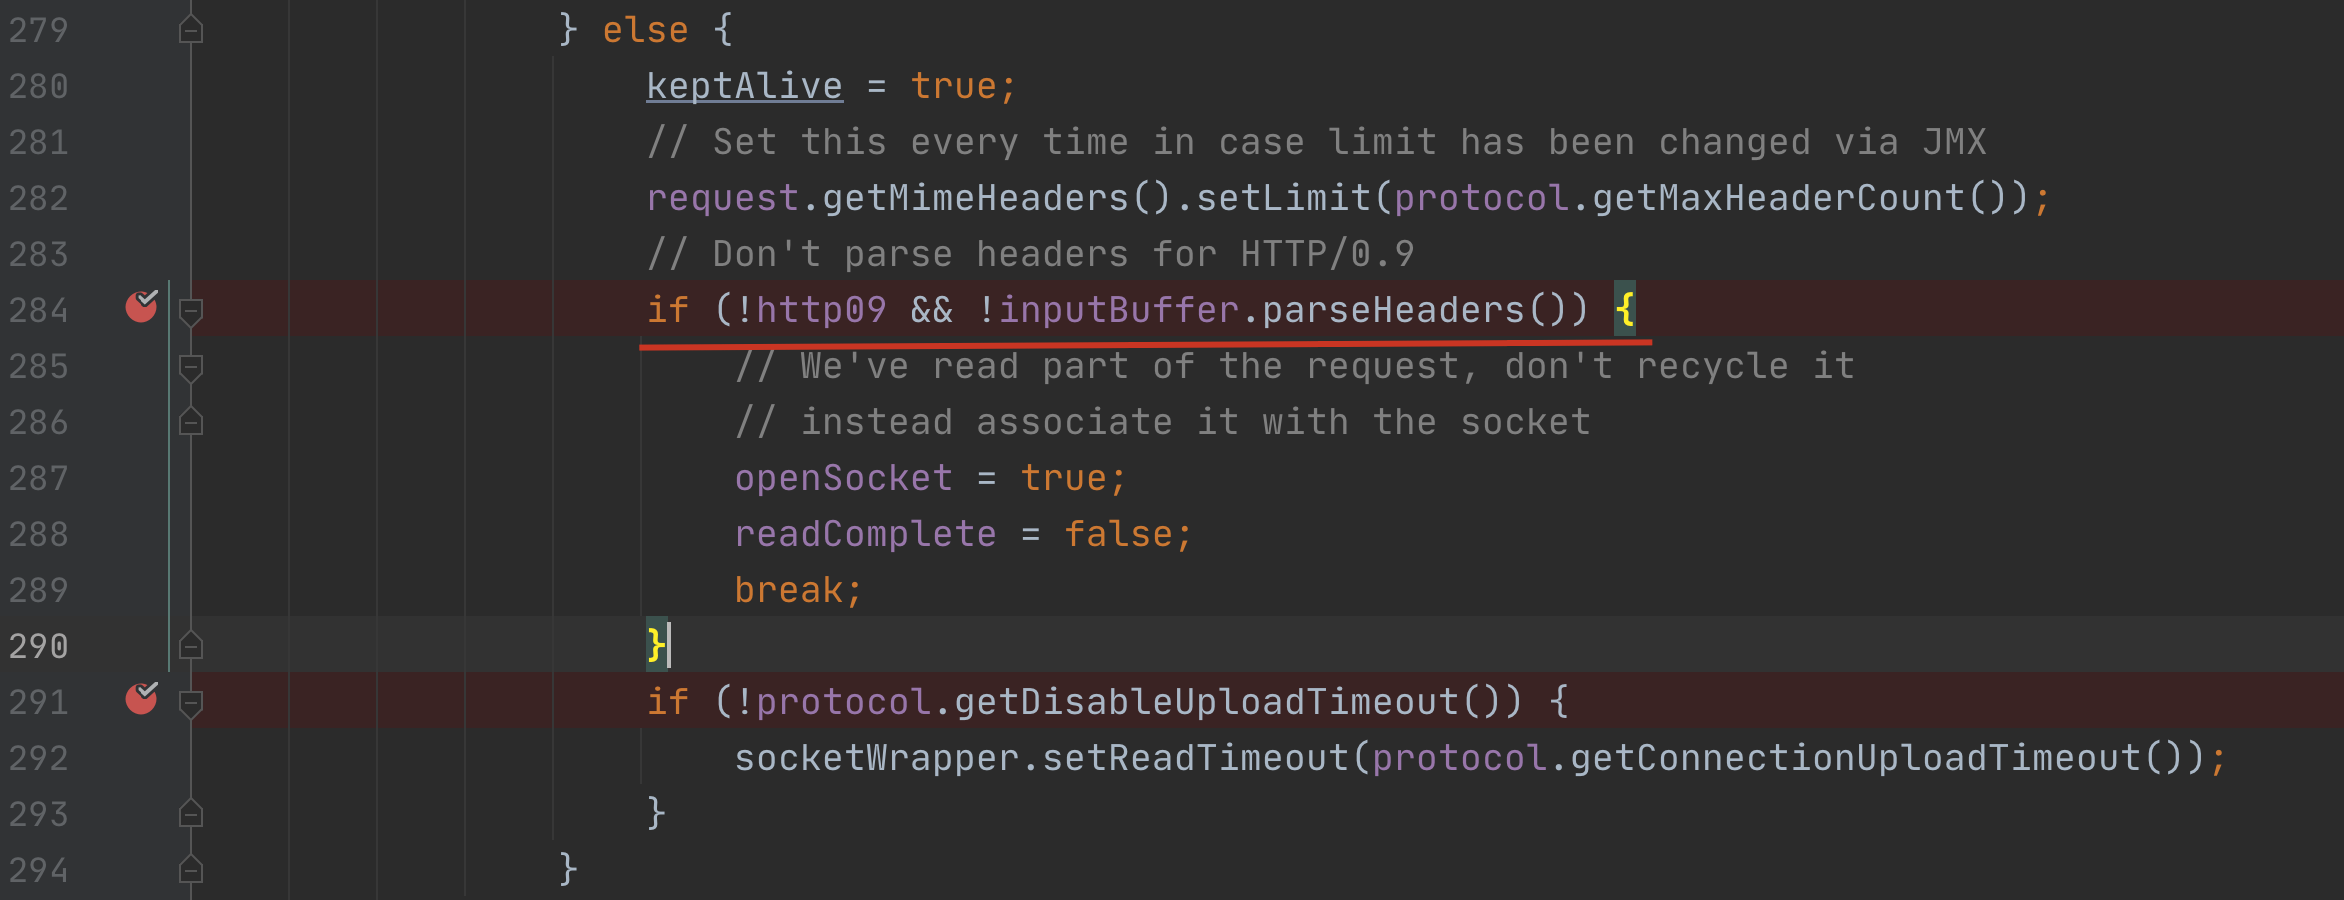 279 } else {
280 keptAlive = true;
281 // Set this every time in case limit has been changed via JMX
282 request.getMimeHeaders().setLimit(protocol.getMaxHeaderCount());
283 // Don't parse headers for HTTP/0.9
284 if (!http09 && !inputBuffer.parseHeaders()) {
285 // We've read part of the request, don't recycle it
286 // instead associate it with the socket
287 openSocket = true;
288 readComplete = false;
289 break;
290 }
291 if (!protocol.getDisableUploadTimeout()) {
292 socketWrapper.setReadTimeout(protocol.getConnectionUploadTimeout());
293 }
294 }